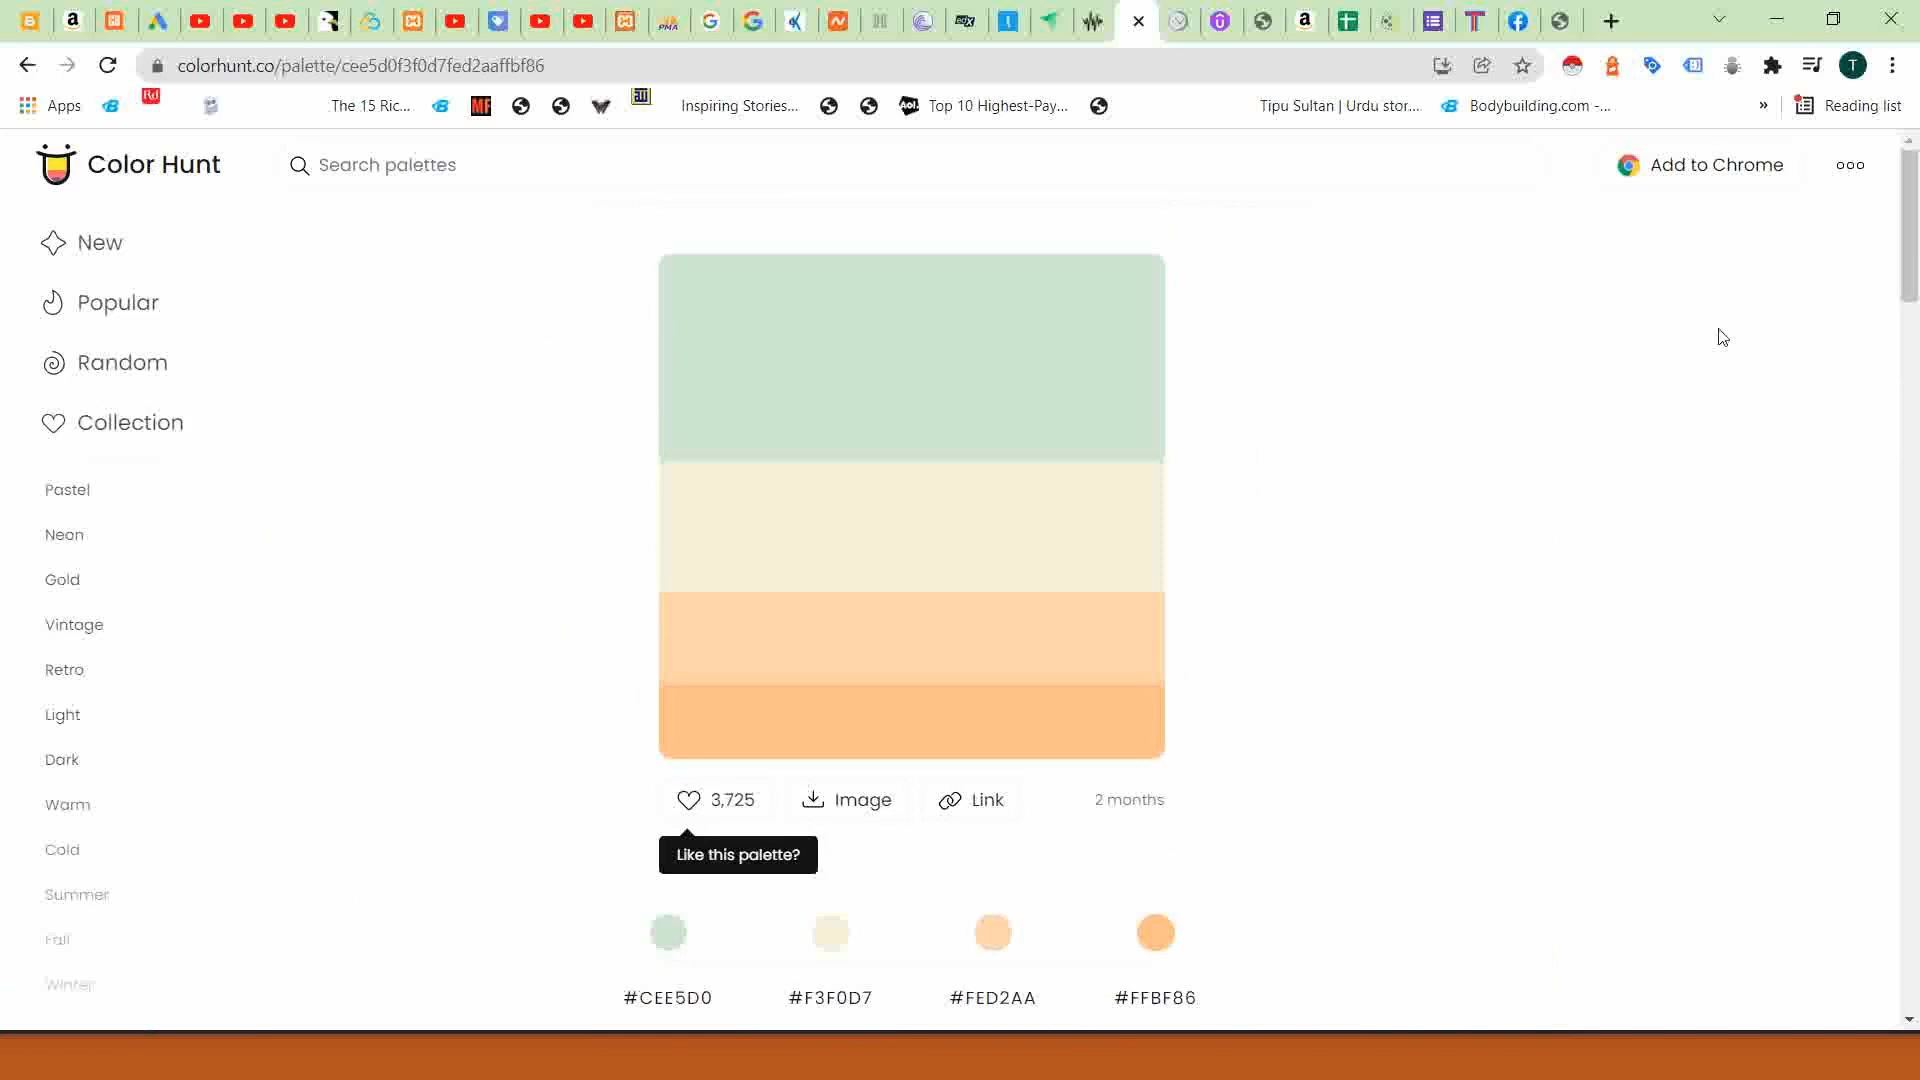 colorhunt.co/palette/cee5d0f3f0d7fed2aaffbf86
T
Apps
Rd
The 15 Ric...
MF
Inspiring Stories...
Aol.
Top 10 Highest-Pay...
Tipu Sultan | Urdu stor...
Bodybuilding.com -...
»
Reading list
Color Hunt
Search palettes
Add to Chrome
New
Popular
Random
Collection
Pastel
Neon
Gold
Vintage
Retro
Light
Dark
Warm
Cold
Summer
Fall
Winter
3,725
Image
Link
2 months
Like this palette?
#CEE5D0
#F3F0D7
#FED2AA
#FFBF86